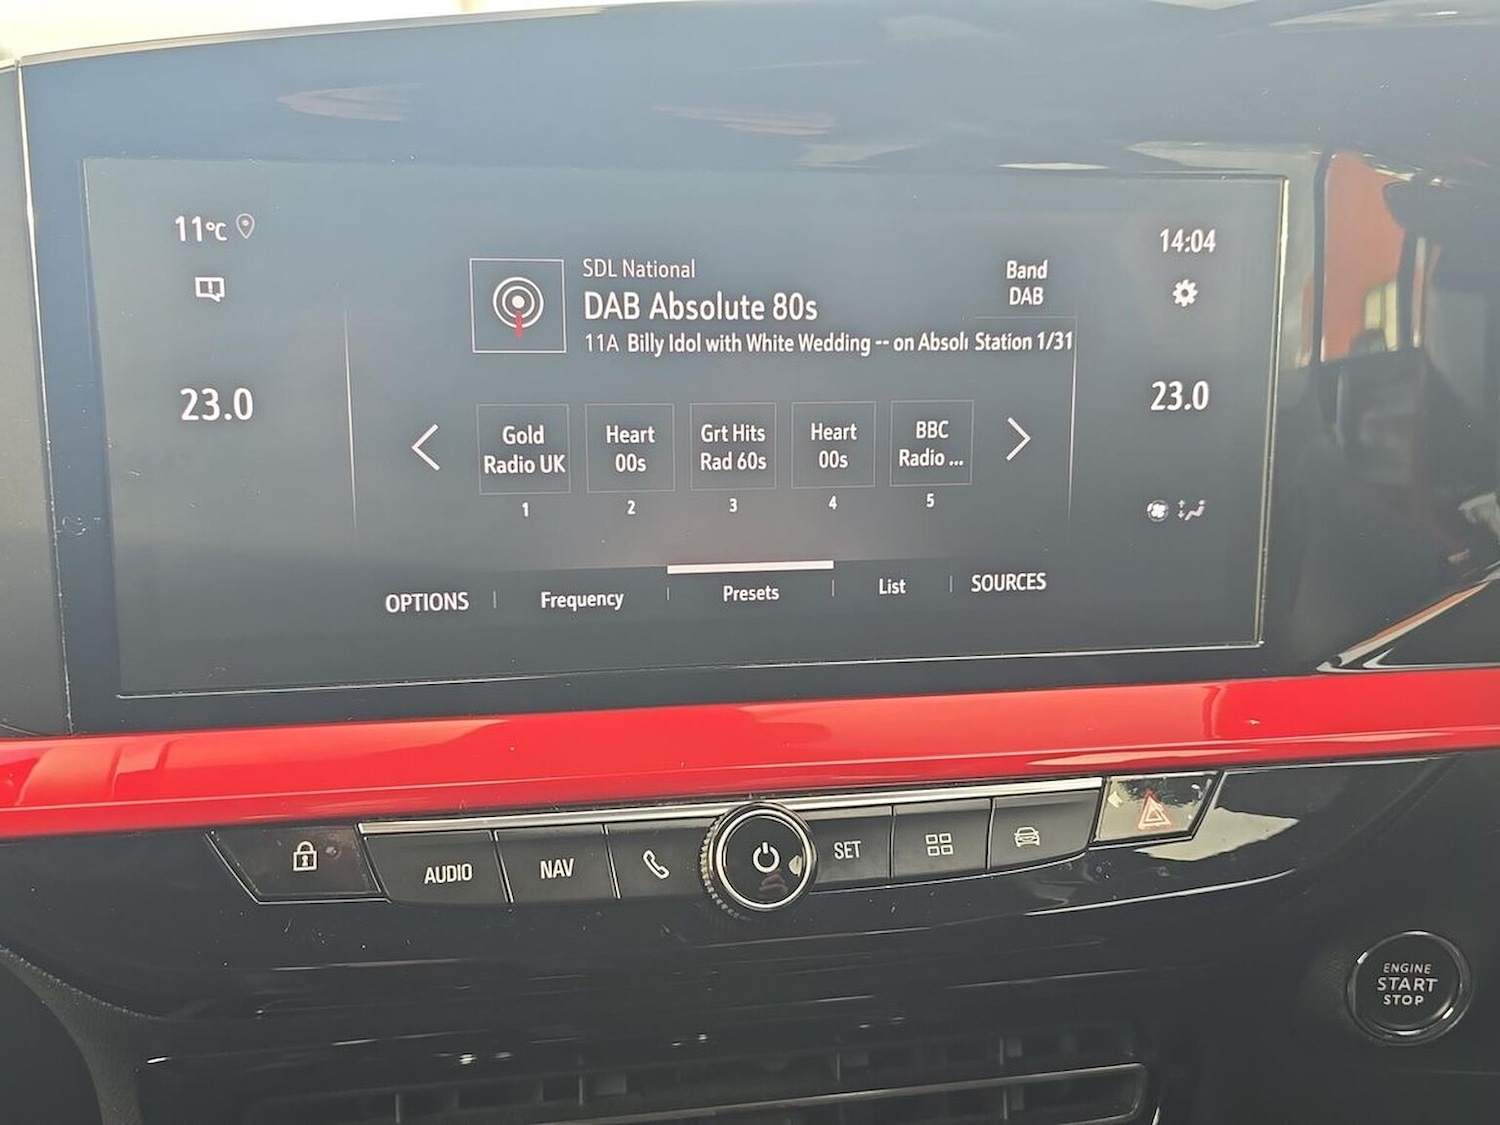 11°C
14:04
SDL National
DAB Absolute 80s
11A Billy Idol with White Wedding -- on Absolu
Band
DAB
Station 1/31
23.0
23.0
Gold
Radio UK
1
Heart
00s
2
Grt Hits
Rad 60s
3
Heart
00s
4
BBC
Radio ...
5
OPTIONS
Frequency
Presets
List
SOURCES
AUDIO
NAV
SET
ENGINE
START
STOP